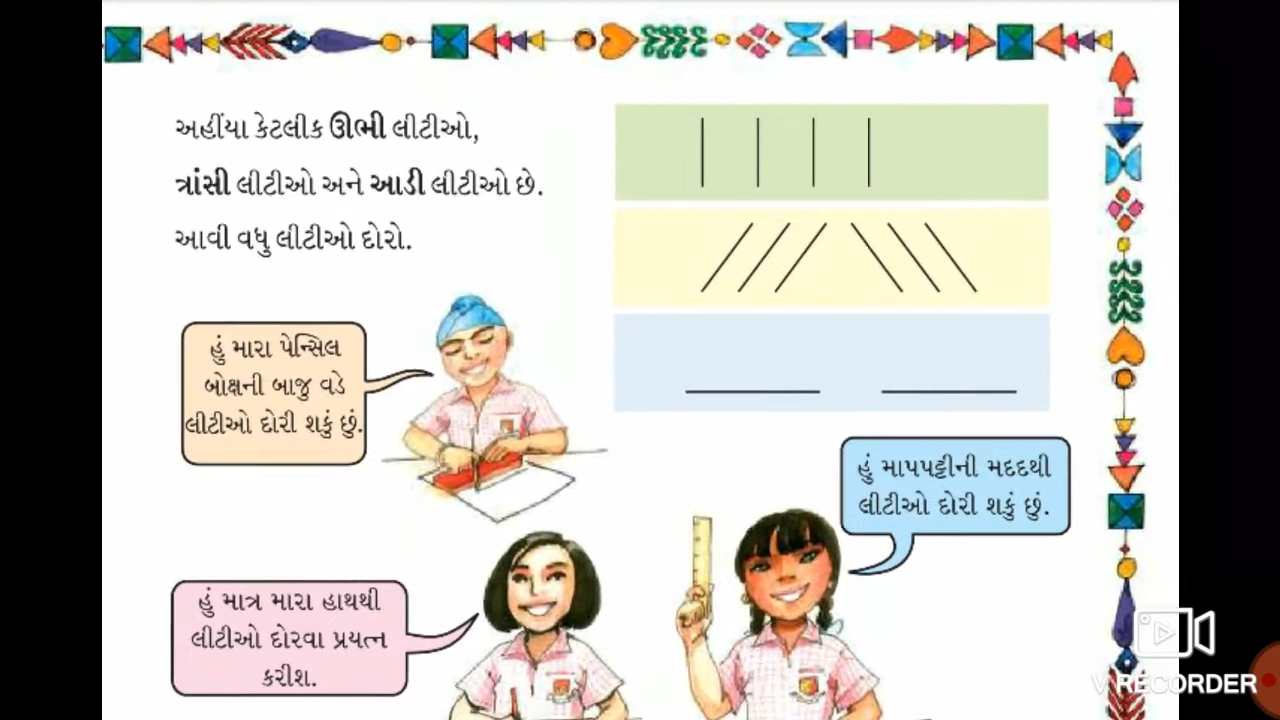 અહીંયા કેટલીક ઊભી લીટીઓ,
ત્રાંસી લીટીઓ અને આડી લીટીઓ છે.
આવી વધુ લીટીઓ દોરો.
હું મારા પેન્સિલ
બોક્ષની બાજુ વડે
લીટીઓ દોરી શકું છું.
હું માપપટ્ટીની મદદથી
લીટીઓ દોરી શકું છું.
હું માત્ર મારા હાથથી
લીટીઓ દોરવા પ્રયત્ન
કરીશ.
V RECORDER